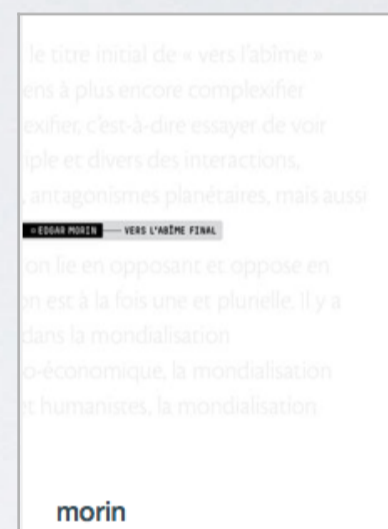 le titre initial de « vers l'abîme »
ens à plus encore complexifier
exifier, c'est-à-dire essayer de voir
iple et divers des interactions,
, antagonismes planétaires, mais aussi
EDGAR MORIN — VERS L'ABÎME FINAL
on lie en opposant et oppose en
on est à la fois une et plurielle. Il y a
dans la mondialisation
o-économique, la mondialisation
t humanistes, la mondialisation
morin